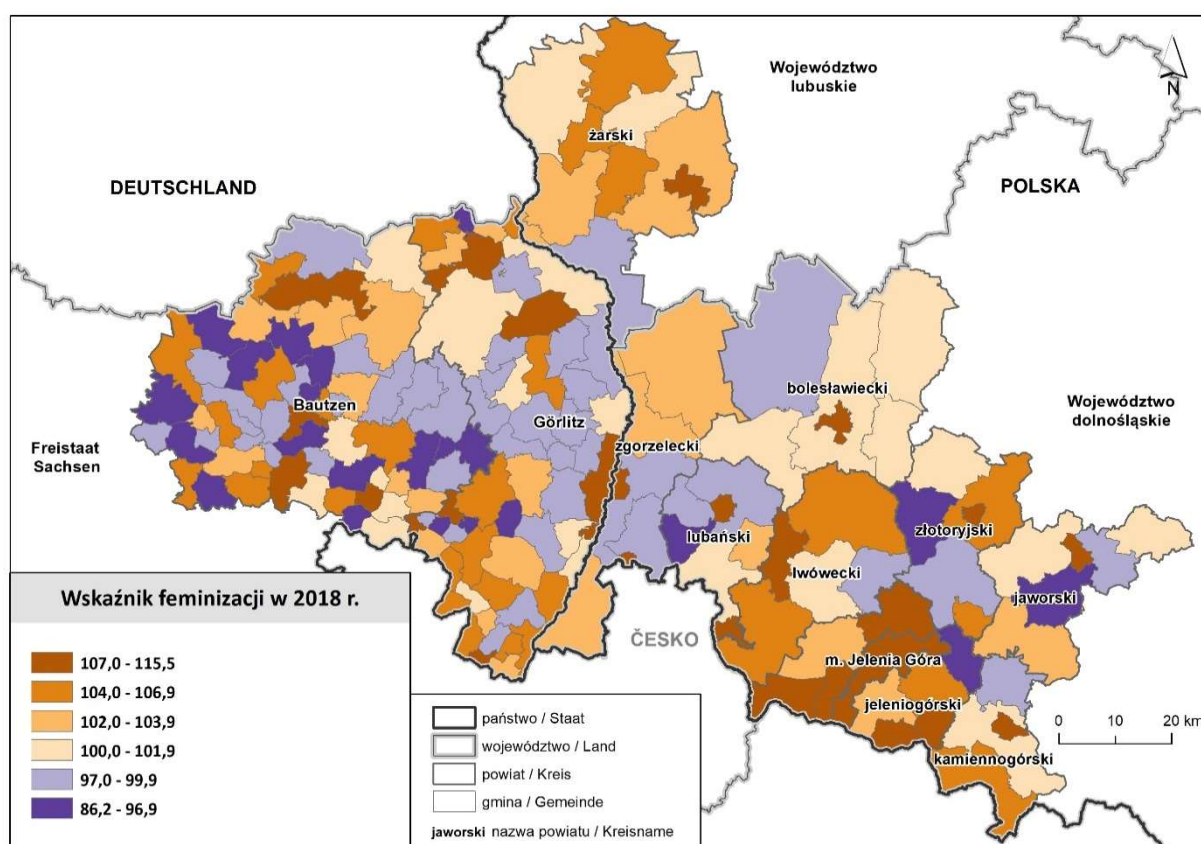 Województwo
lubuskie
N
żarski
DEUTSCHLAND
POLSKA
bolesławiecki
Województwo
dolnośląskie
Bautzen
Görlitz
Freistaat
Sachsen
zgorzelecki
lubański
złotoryjski
lwówecki
jaworski
Wskaźnik feminizacji w 2018 r.
ČESKO
m. Jelenia Góra
107,0 - 115,5
104,0 - 106,9
102,0 - 103,9
100,0 - 101,9
97,0 - 99,9
86,2 - 96,9
jeleniogórski
0 10 20 km
kamiennogórski
państwo / Staat
województwo / Land
powiat / Kreis
gmina / Gemeinde
jaworski nazwa powiatu / Kreisname